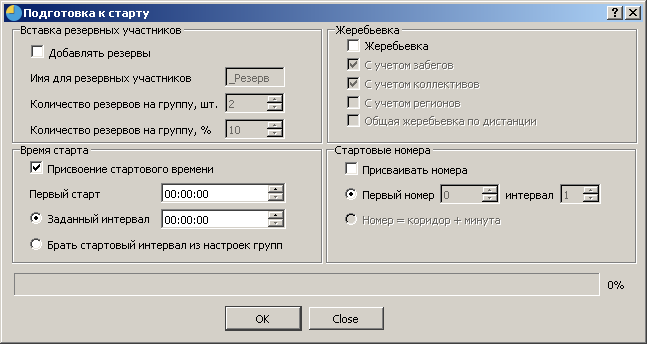 Подготовка к старту
Вставка резервных участников
Добавлять резервы
Имя для резервных участников _Резерв
Количество резервов на группу, шт. 2
Количество резервов на группу, % 10
Жеребьевка
Жеребьевка
С учетом забегов
С учетом коллективов
С учетом регионов
Общая жеребьевка по дистанции
Время старта
Присвоение стартового времени
Первый старт 00:00:00
Заданный интервал 00:00:00
Брать стартовый интервал из настроек групп
Стартовые номера
Присваивать номера
Первый номер 0 интервал 1
Номер = коридор + минута
0%
OK Close